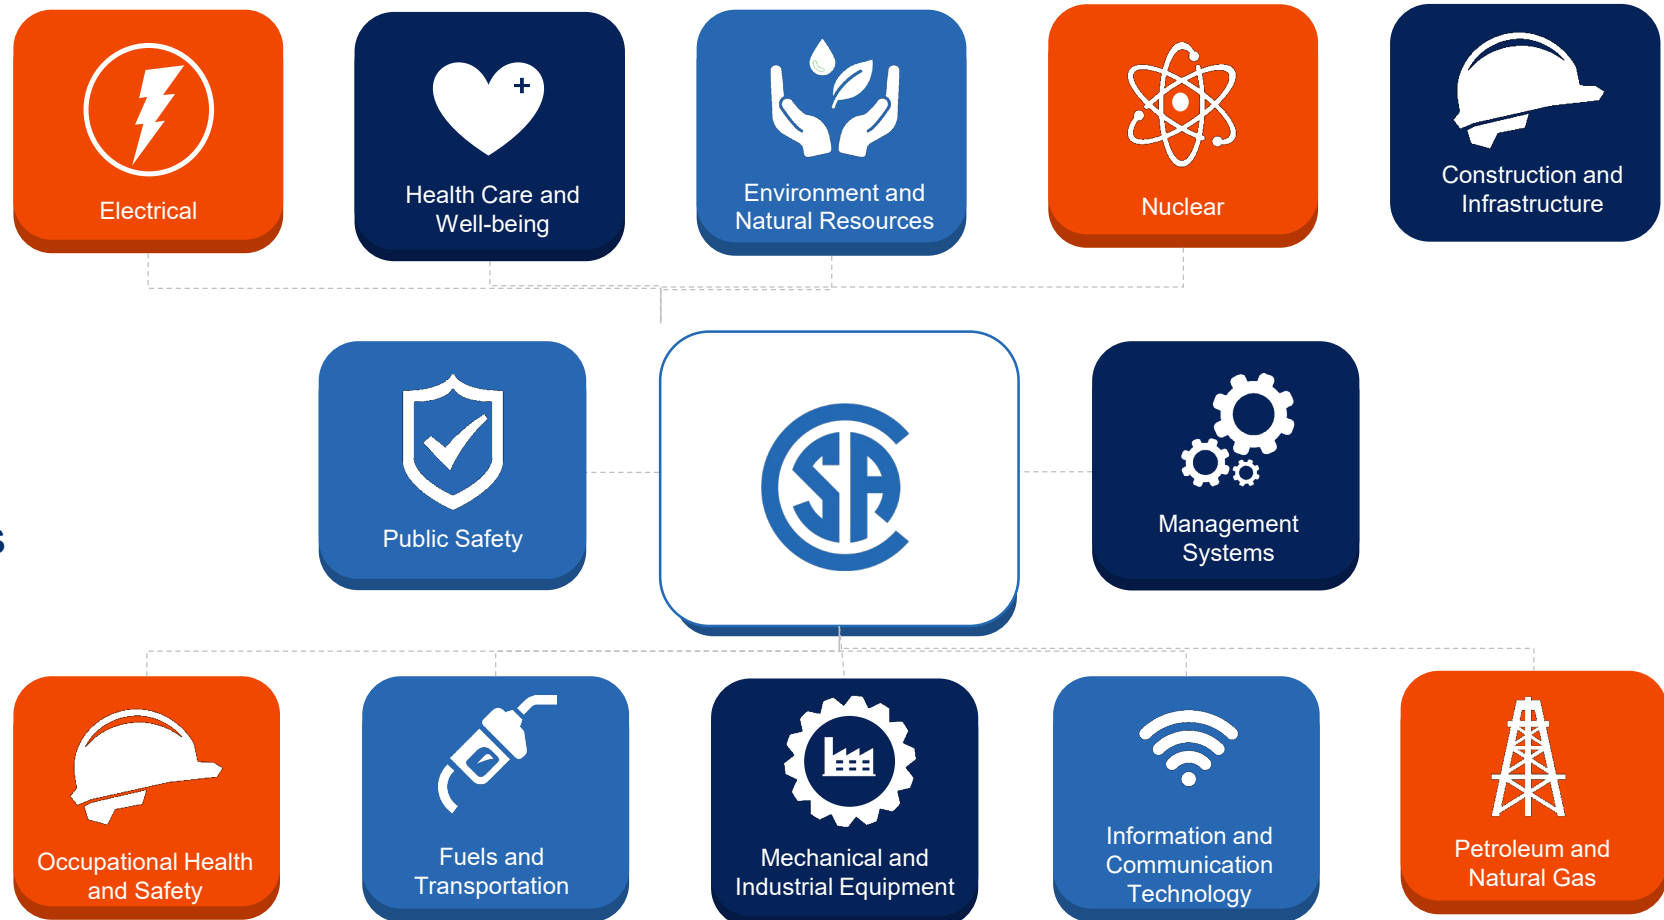 Electrical
Health Care and
Well-being
Environment and
Natural Resources
Nuclear
Construction and
Infrastructure
Public Safety
CSA
Management
Systems
s
Occupational Health
and Safety
Fuels and
Transportation
Mechanical and
Industrial Equipment
Information and
Communication
Technology
Petroleum and
Natural Gas